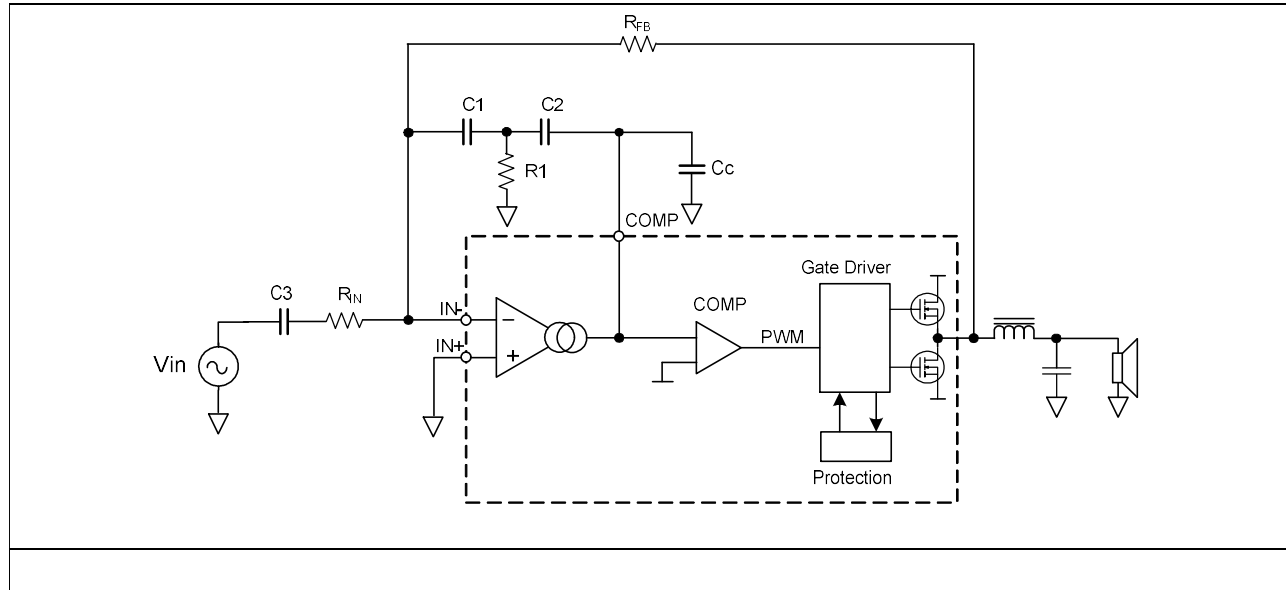 RFB
C1
C2
R1
Cc
COMP
Gate Driver
C3
RIN
IN-
COMP
IN+
PWM
Vin
Protection